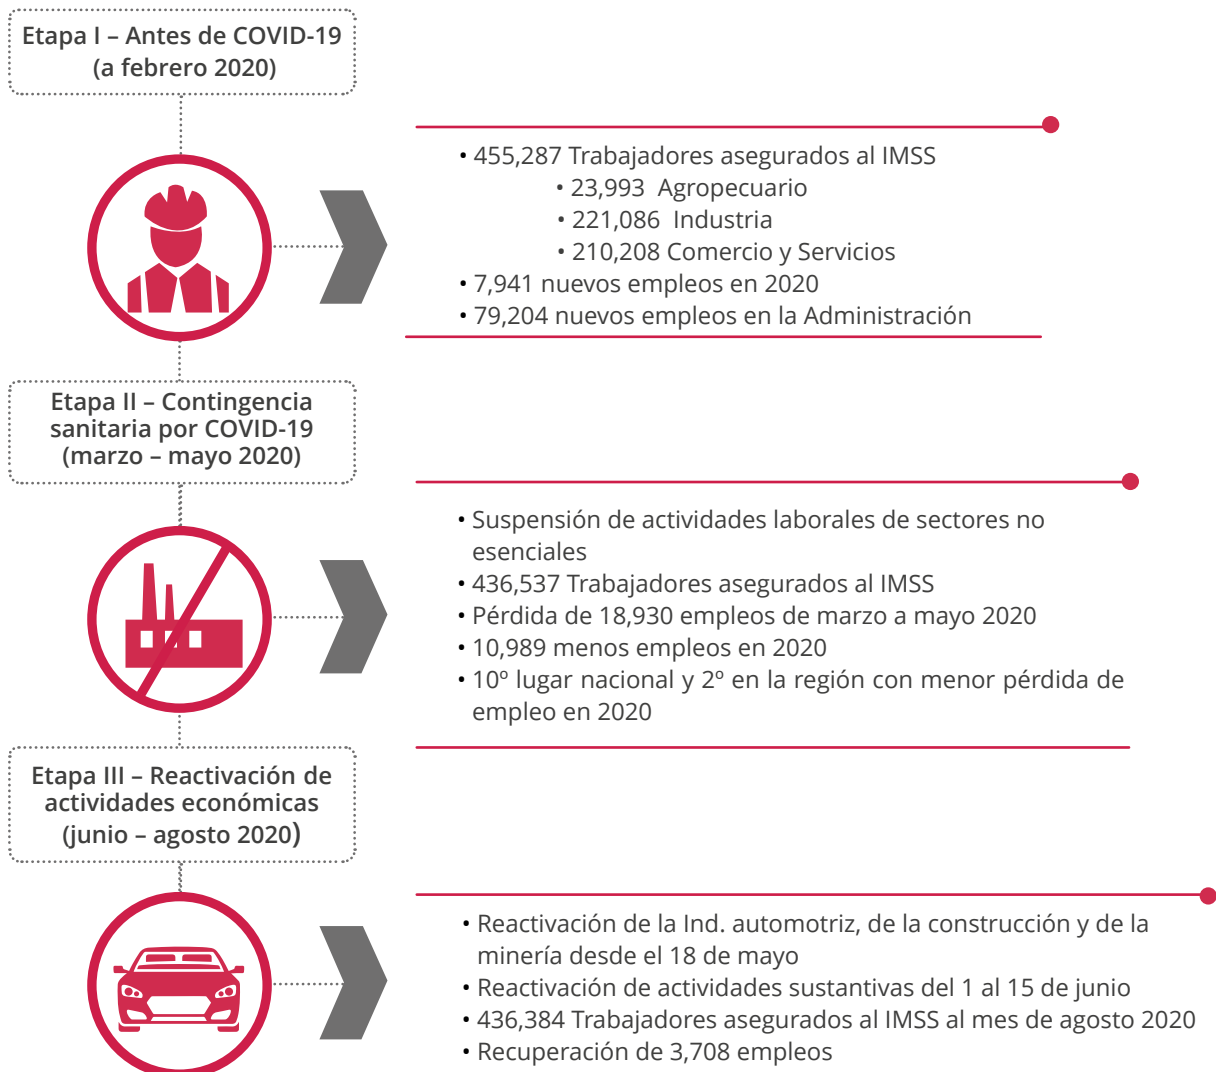 Etapa I – Antes de COVID-19
(a febrero 2020)
• 455,287 Trabajadores asegurados al IMSS
• 23,993 Agropecuario
• 221,086 Industria
• 210,208 Comercio y Servicios
• 7,941 nuevos empleos en 2020
• 79,204 nuevos empleos en la Administración
Etapa II – Contingencia
sanitaria por COVID-19
(marzo – mayo 2020)
• Suspensión de actividades laborales de sectores no
esenciales
• 436,537 Trabajadores asegurados al IMSS
• Pérdida de 18,930 empleos de marzo a mayo 2020
• 10,989 menos empleos en 2020
• 10º lugar nacional y 2º en la región con menor pérdida de
empleo en 2020
Etapa III – Reactivación de
actividades económicas
(junio – agosto 2020)
• Reactivación de la Ind. automotriz, de la construcción y de la
minería desde el 18 de mayo
• Reactivación de actividades sustantivas del 1 al 15 de junio
• 436,384 Trabajadores asegurados al IMSS al mes de agosto 2020
• Recuperación de 3,708 empleos